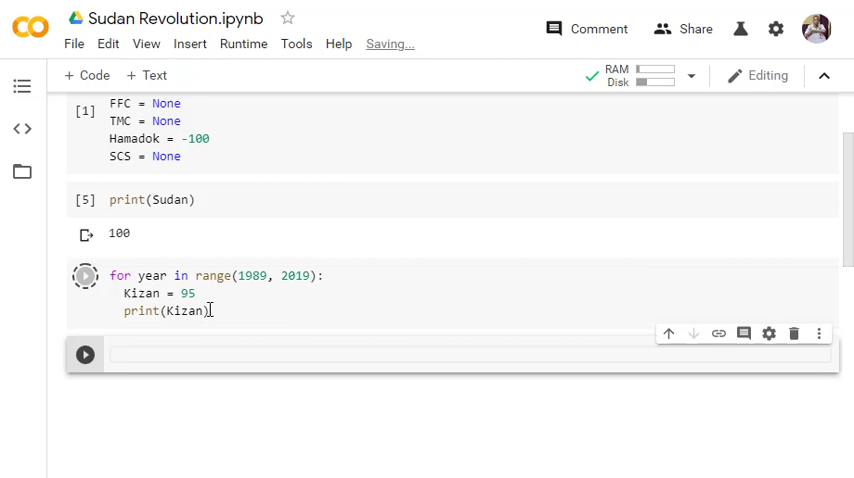 Sudan Revolution.ipynb
Comment
Share
File Edit View Insert Runtime Tools Help Saving...
+ Code + Text
RAM
Disk
Editing
[1]
FFC = None
TMC = None
Hamadok = -100
SCS = None
[5] print(Sudan)
100
for year in range(1989, 2019):
Kizan = 95
print(Kizan)